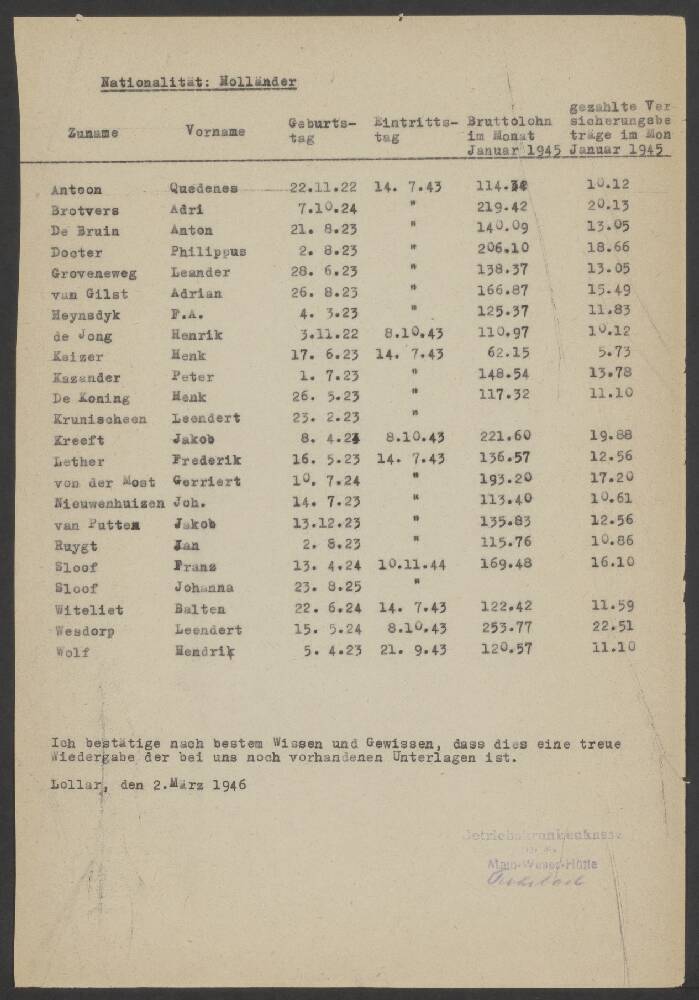 Nationalität: Holländer
gezahlte Ver
Geburts- Eintritts- Bruttolohn sicherungsbe
Zuname Vorname tag tag im Monat träge im Mon
Januar 1945 Januar 1945
Antoon Quedenes 22.11.22 14. 7.43 114. 10.12
Brotvers Adri 7.10.24 " 219.42 20.13
De Bruin Anton 21. 8.23 " 140.09 13.05
Docter Philippus 2. 8.23 " 206.10 18.66
Groveneweg Leander 28. 6.23 " 138.37 13.05
van Gilst Adrian 26. 8.23 " 166.87 15.49
Heynsdyk F.A. 4. 3.23 " 125.37 11.83
de Jong Henrik 3.11.22 8.10.43 110.97 10.12
Kaizer Henk 17. 6.23 14. 7.43 62.15 5.73
Kazander Peter 1. 7.23 " 148.54 13.78
De Koning Henk 26. 5.23 " 117.32 11.10
Krunischeen Leendert 23. 2.23 "
Kreeft Jakob 8. 4.24 8.10.43 221.60 19.88
Lether Frederik 16. 5.23 14. 7.43 136.57 12.56
von der Most Gerriert 10. 7.24 " 193.20 17.20
Nieuwenhuizen Joh. 14. 7.23 " 113.40 10.61
van Putten Jakob 13.12.23 " 135.83 12.56
Ruygt Jan 2. 8.23 " 115.76 10.86
Sloof Franz 13. 4.24 10.11.44 169.48 16.10
Sloof Johanna 23. 8.25 "
Witeliet Balten 22. 6.24 14. 7.43 122.42 11.59
Wesdorp Leendert 15. 5.24 8.10.43 253.77 22.51
Wolf Hendrik 5. 4.23 21. 9.43 120.57 11.10
Ich bestätige nach bestem Wissen und Gewissen, dass dies eine treue
Wiedergabe der bei uns noch vorhandenen Unterlagen ist.
Lollar, den 2.März 1946
Betriebskrankenkasse
Main-Weser-Hütte